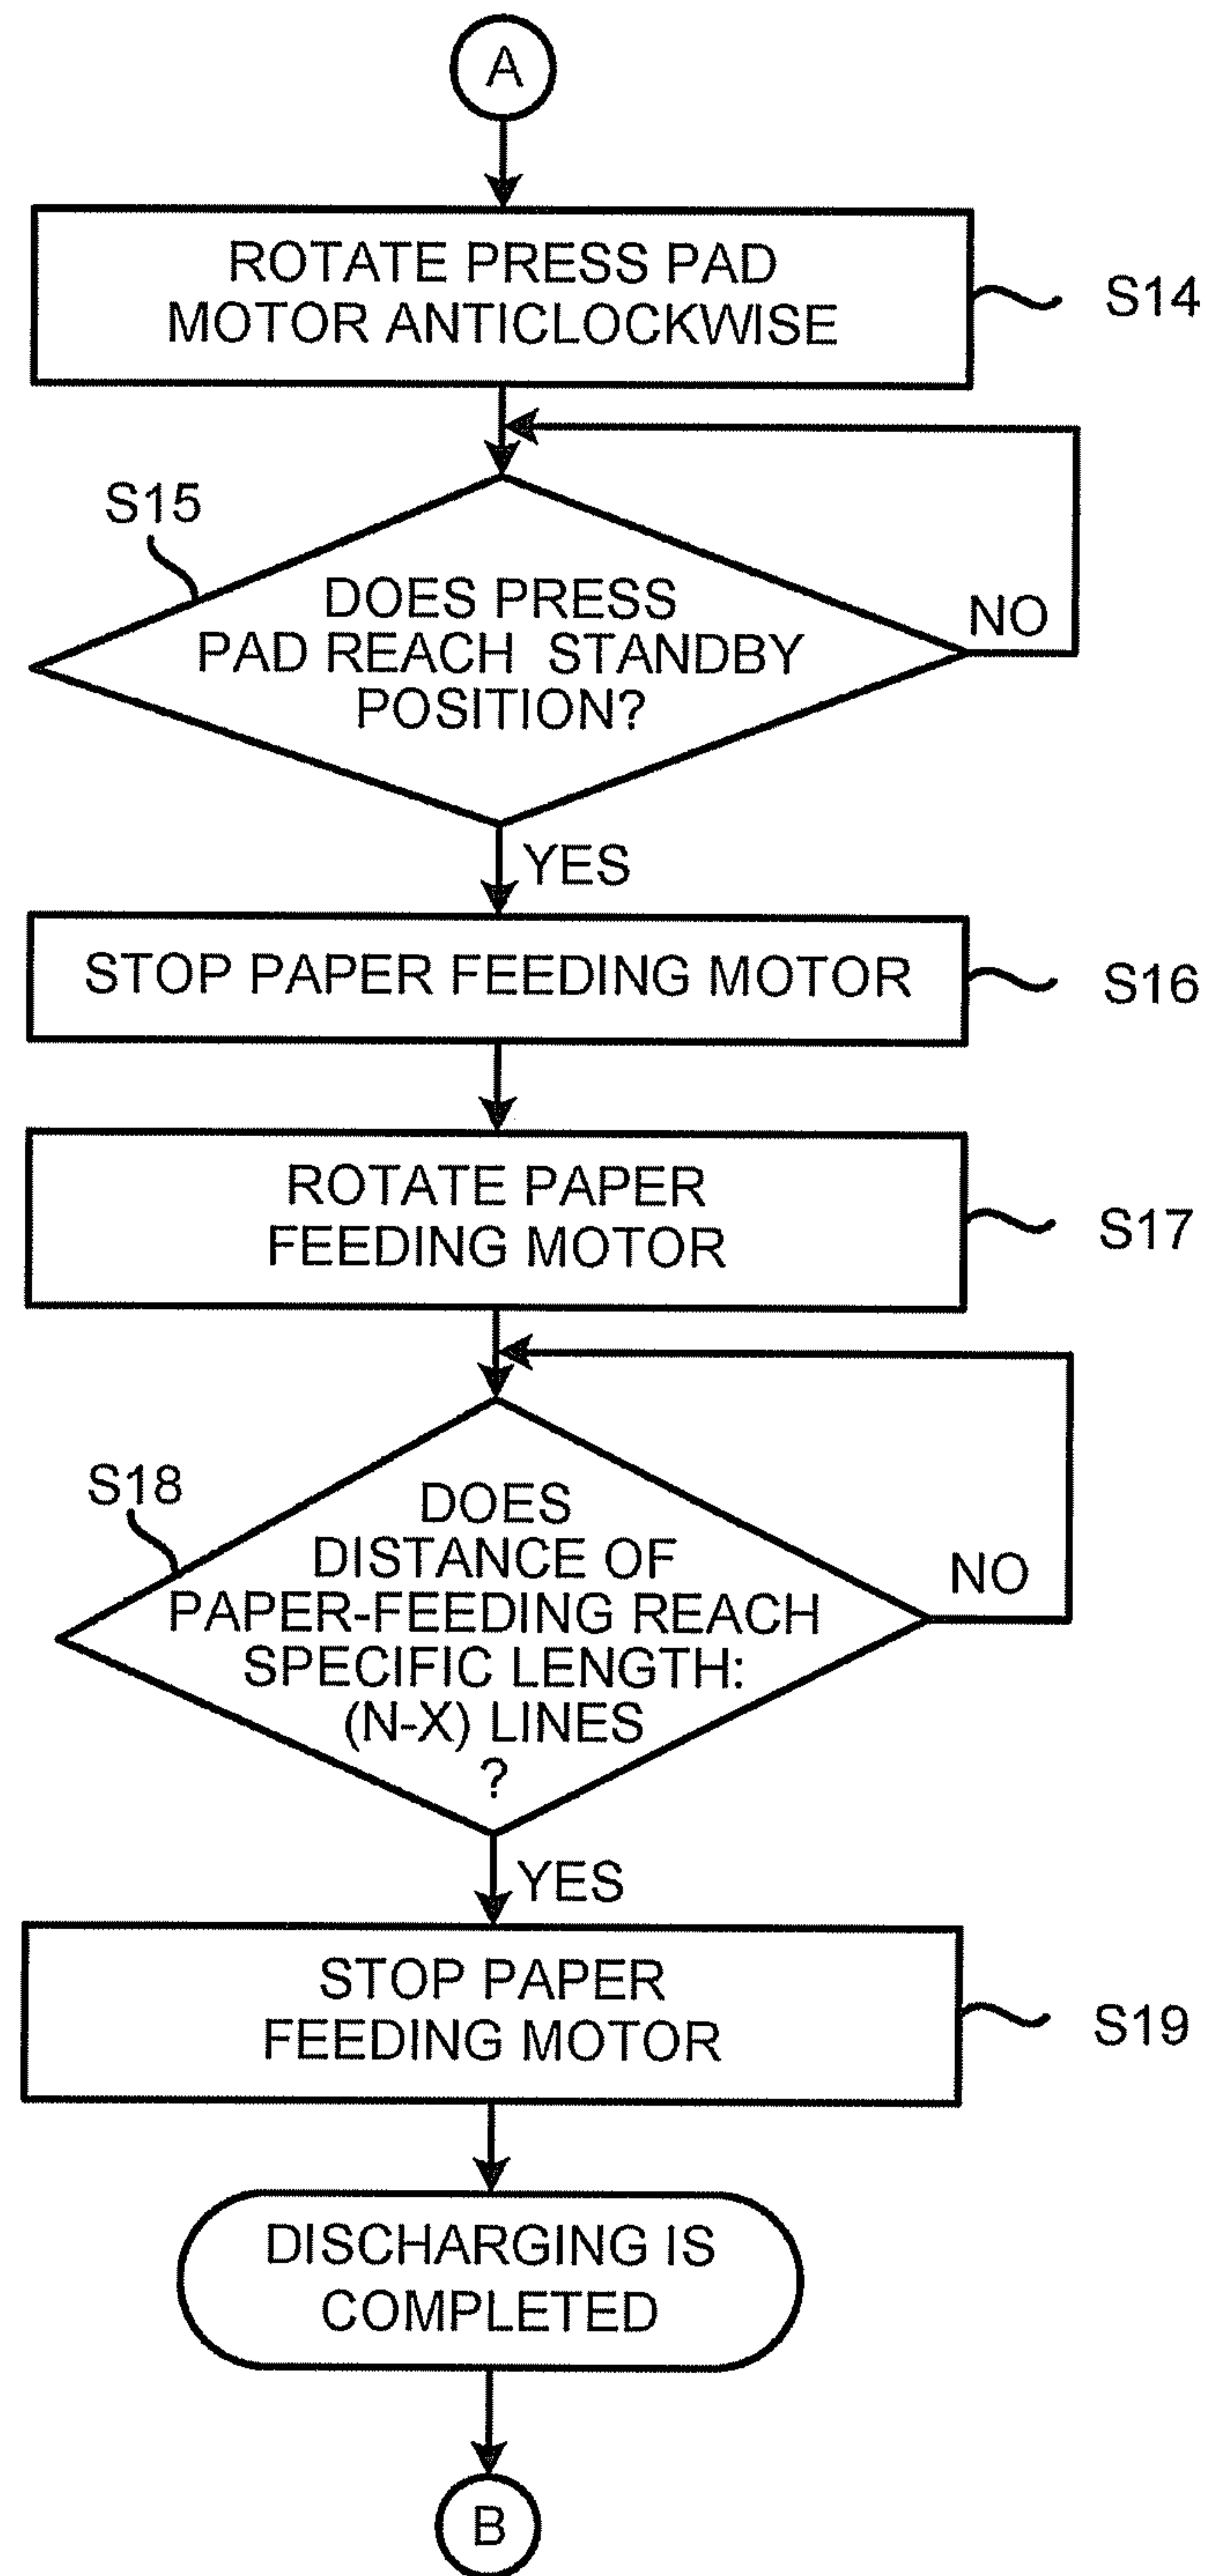 A
ROTATE PRESS PAD
MOTOR ANTICLOCKWISE
S14
S15
DOES PRESS
PAD REACH STANDBY
POSITION?
NO
YES
STOP PAPER FEEDING MOTOR
S16
ROTATE PAPER
FEEDING MOTOR
S17
S18
DOES
DISTANCE OF
PAPER-FEEDING REACH
SPECIFIC LENGTH:
(N-X) LINES
?
NO
YES
STOP PAPER
FEEDING MOTOR
S19
DISCHARGING IS
COMPLETED
B